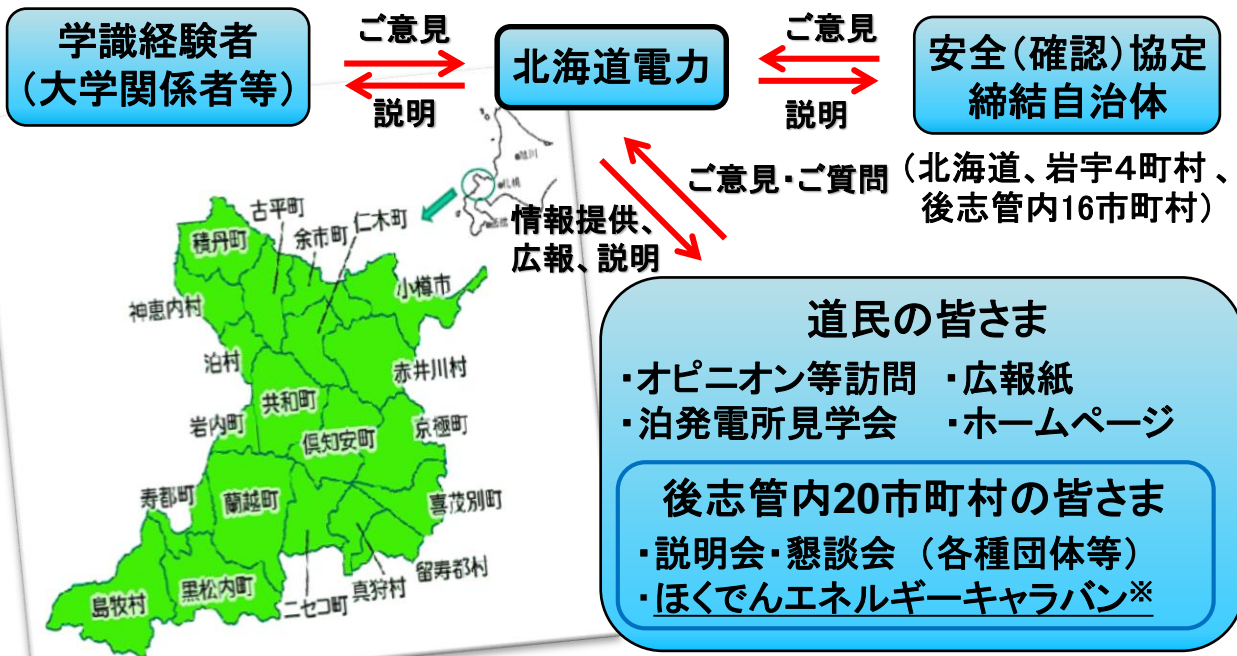 学識経験者
(大学関係者等)
ご意見
説明
北海道電力
ご意見
説明
安全(確認)協定
締結自治体
(北海道、岩宇4町村、
後志管内16市町村)
ご意見・ご質問
情報提供、
広報、説明
旭川
札幌
古平町
仁木町
余市町
積丹町
小樽市
神恵内村
泊村
赤井川村
共和町
岩内町
京極町
倶知安町
寿都町
蘭越町
喜茂別町
留寿都村
真狩村
ニセコ町
黒松内町
島牧村
道民の皆さま
・オピニオン等訪問 ・広報紙
・泊発電所見学会 ・ホームページ
後志管内20市町村の皆さま
・説明会・懇談会 (各種団体等)
・ほくでんエネルギーキャラバン※